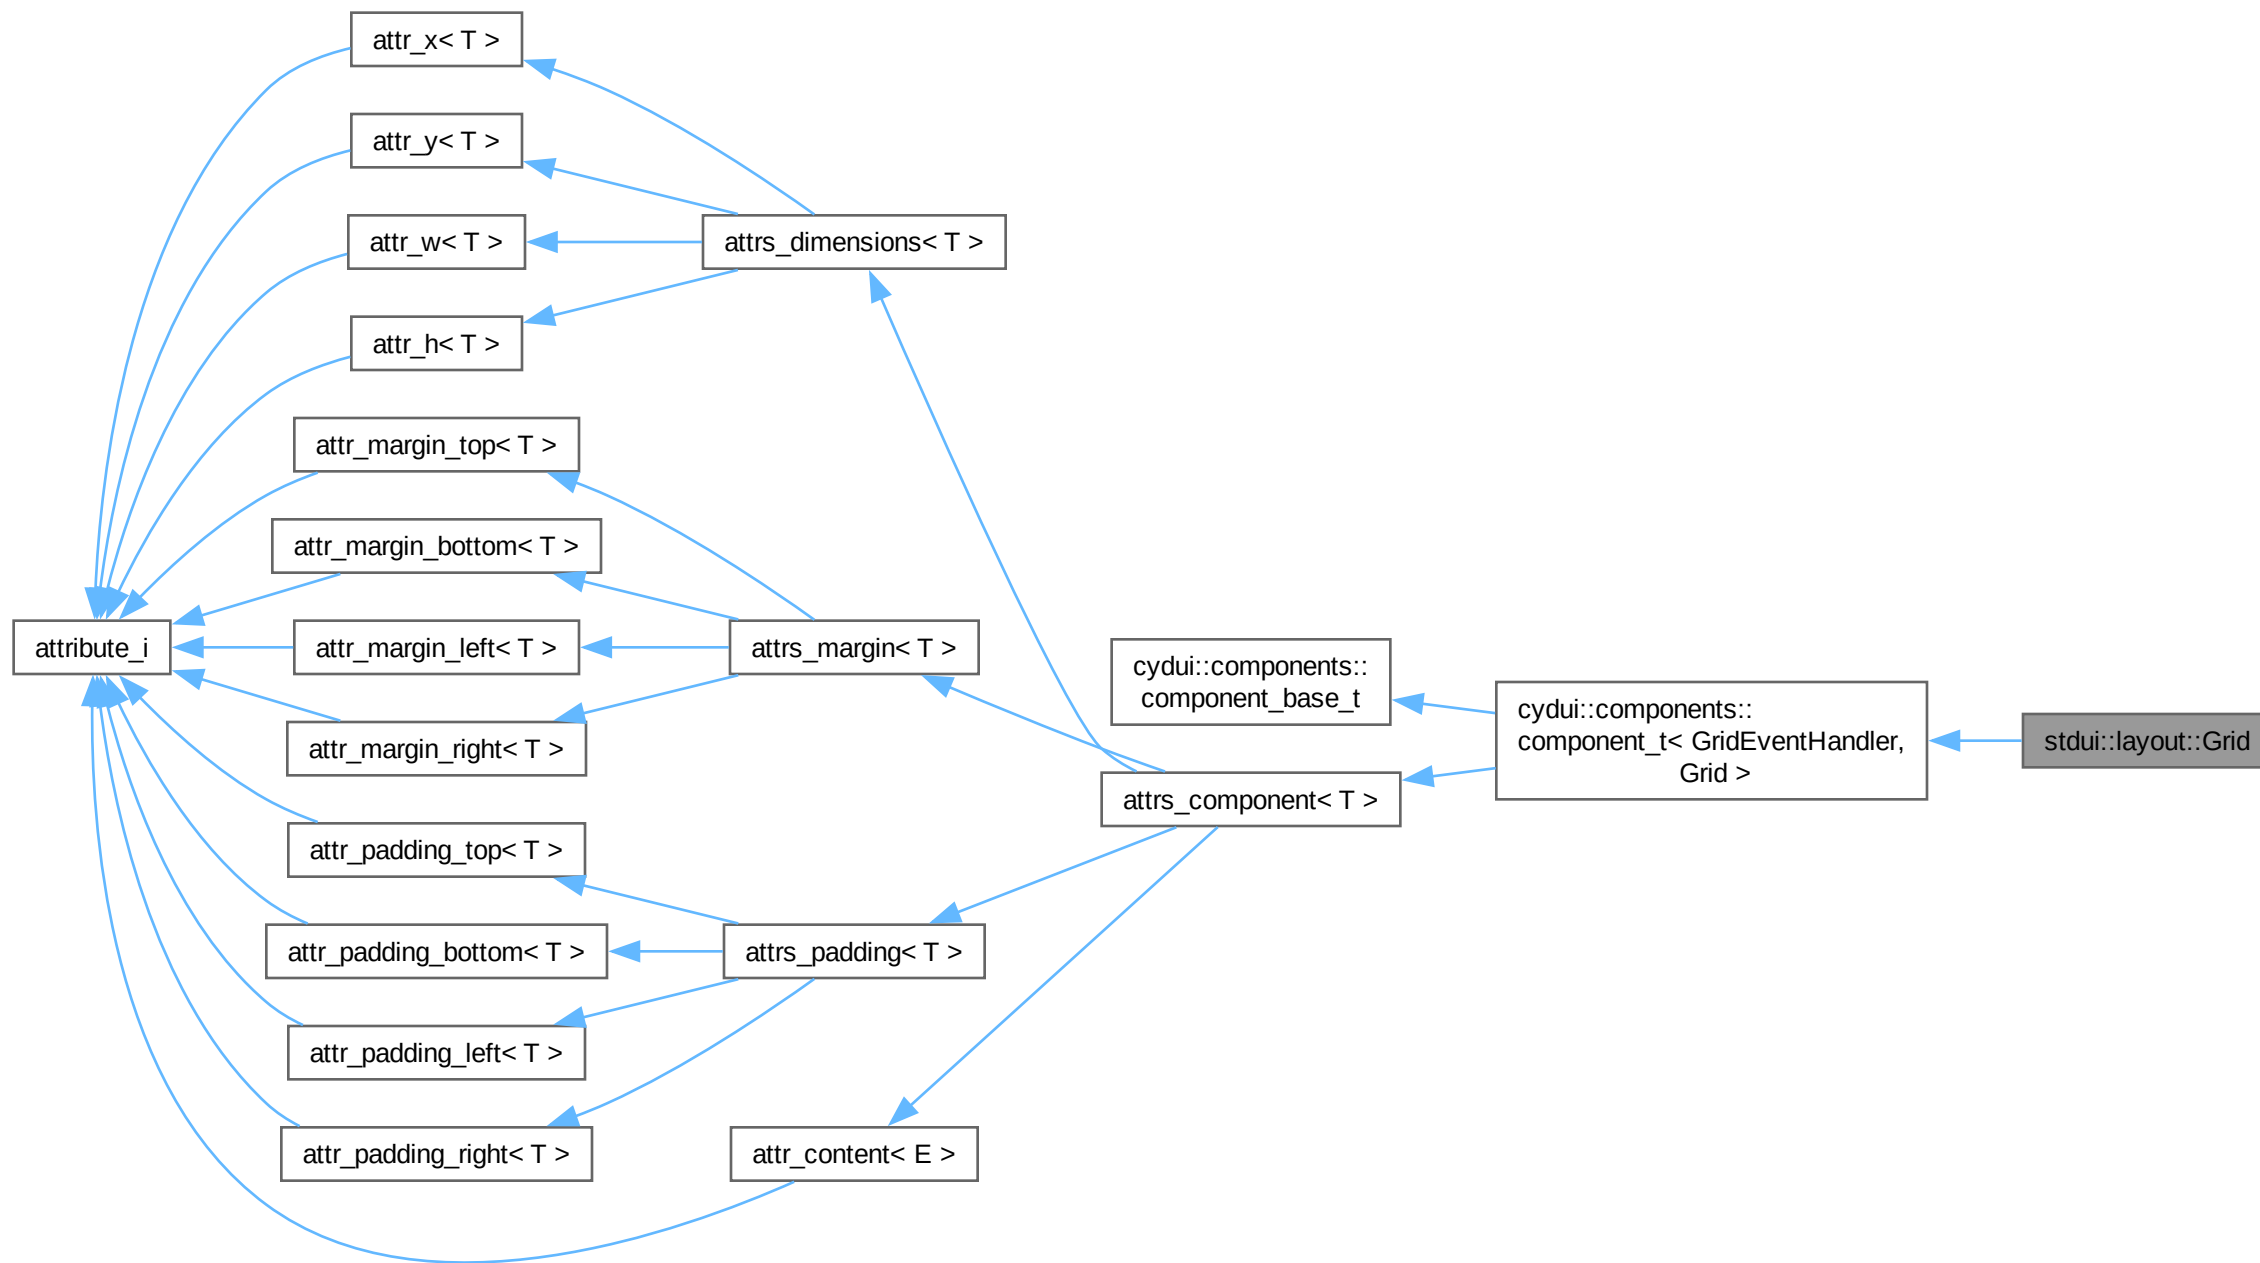 attr_x< T >
attr_y< T >
attr_w< T >
attrs_dimensions< T >
attr_h< T >
attr_margin_top< T >
attr_margin_bottom< T >
attribute_i
attr_margin_left< T >
attrs_margin< T >
cydui::components::
component_base_t
attr_margin_right< T >
cydui::components::
component_t< GridEventHandler,
Grid >
stdui::layout::Grid
attrs_component< T >
attr_padding_top< T >
attr_padding_bottom< T >
attrs_padding< T >
attr_padding_left< T >
attr_padding_right< T >
attr_content< E >